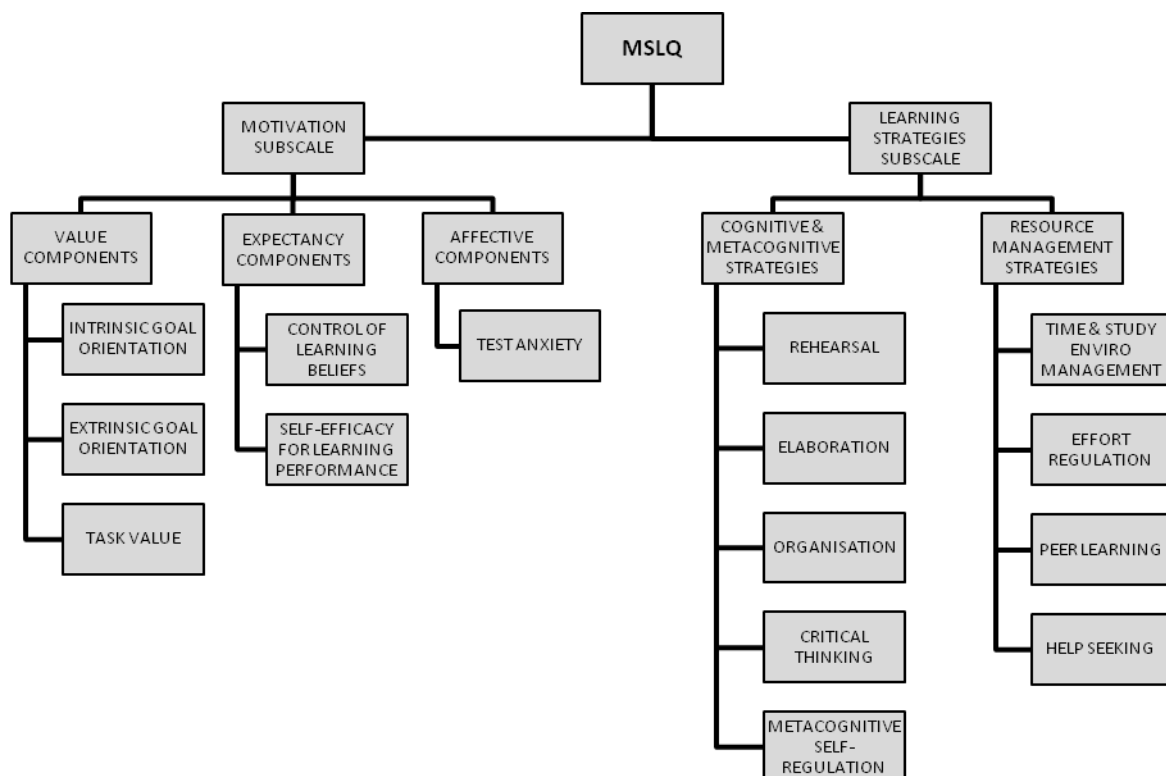 MSLQ
MOTIVATION
SUBSCALE
LEARNING
STRATEGIES
SUBSCALE
VALUE
COMPONENTS
EXPECTANCY
COMPONENTS
AFFECTIVE
COMPONENTS
COGNITIVE &
METACOGNITIVE
STRATEGIES
RESOURCE
MANAGEMENT
STRATEGIES
INTRINSIC GOAL
ORIENTATION
EXTRINSIC GOAL
ORIENTATION
TASK VALUE
CONTROL OF
LEARNING
BELIEFS
SELF-EFFICACY
FOR LEARNING
PERFORMANCE
TEST ANXIETY
REHEARSAL
ELABORATION
ORGANISATION
CRITICAL
THINKING
METACOGNITIVE
SELF-
REGULATION
TIME & STUDY
ENVIRO
MANAGEMENT
EFFORT
REGULATION
PEER LEARNING
HELP SEEKING